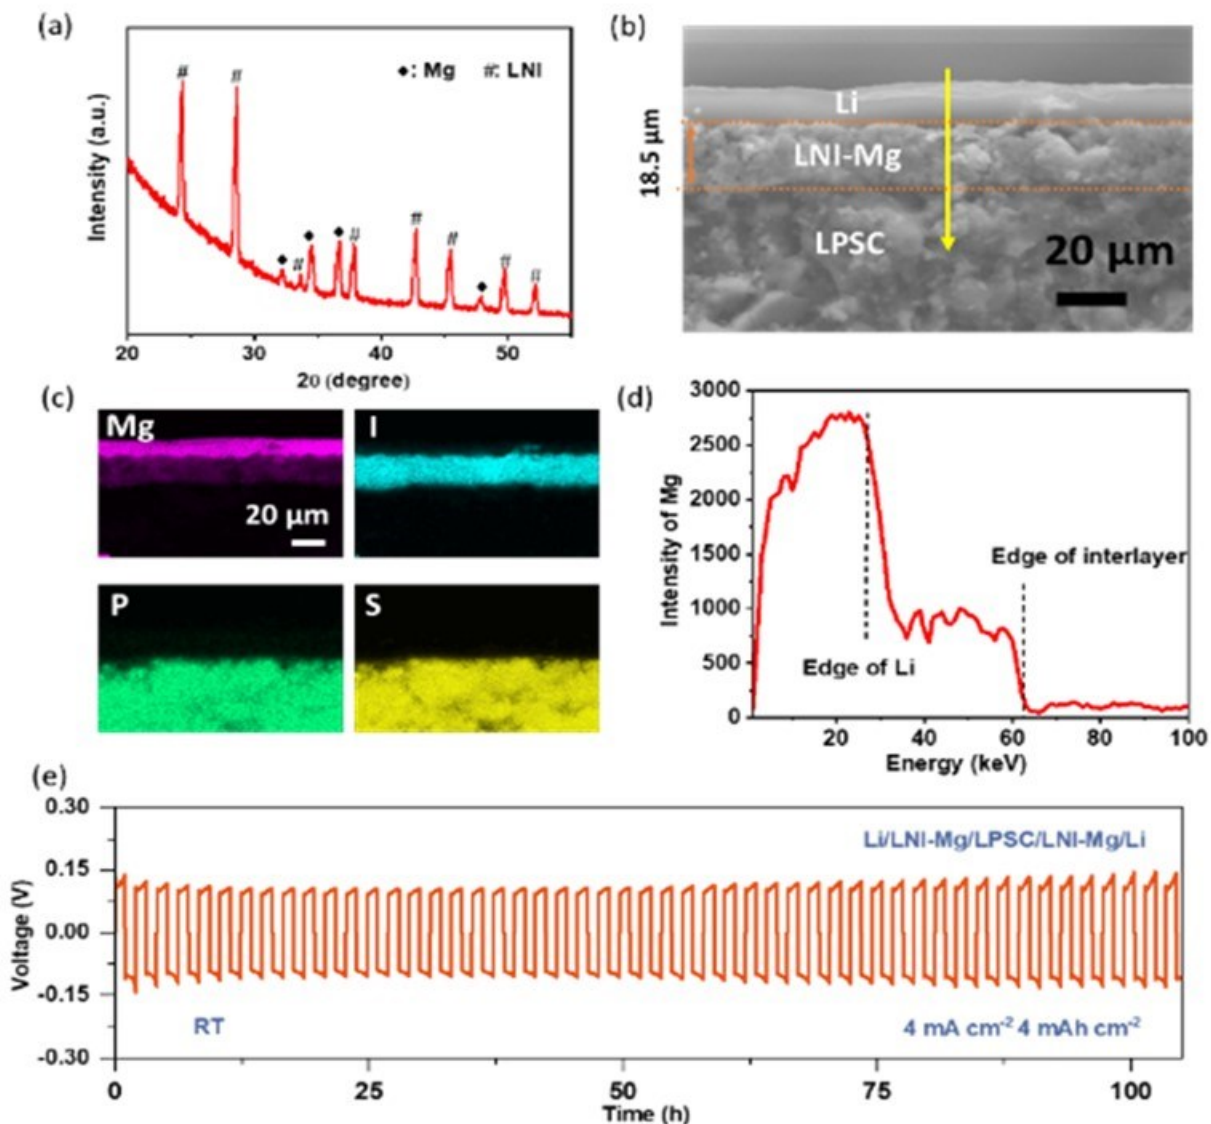 (a)
◆: Mg #: LNI
# # ◆ # ◆ ◆ # # # ◆ # #
Intensity (a.u.)
20 30 40 50
2θ (degree)
(b)
Li
18.5 μm
LNI-Mg
LPSC
20 μm
(c)
Mg
20 μm
I
P
S
(d)
3000
2500
2000
1500
1000
500
0
Intensity of Mg
Edge of interlayer
Edge of Li
20 40 60 80 100
Energy (keV)
(e)
0.30
0.15
0.00
-0.15
-0.30
Voltage (V)
Li/LNI-Mg/LPSC/LNI-Mg/Li
RT
4 mA cm⁻² 4 mAh cm⁻²
0 25 50 75 100
Time (h)